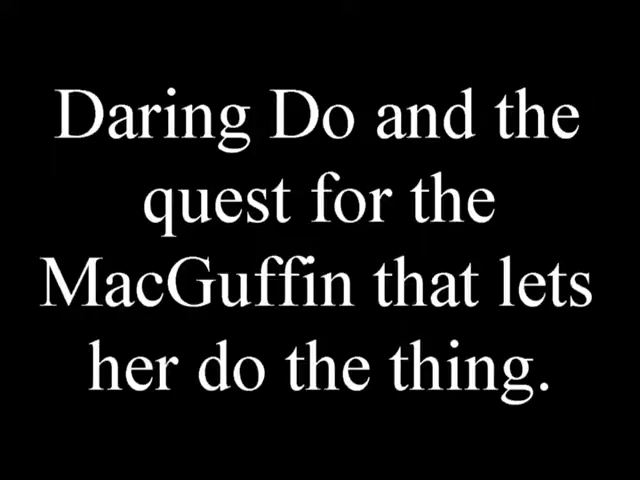 Daring Do and the
quest for the
MacGuffin that lets
her do the thing.